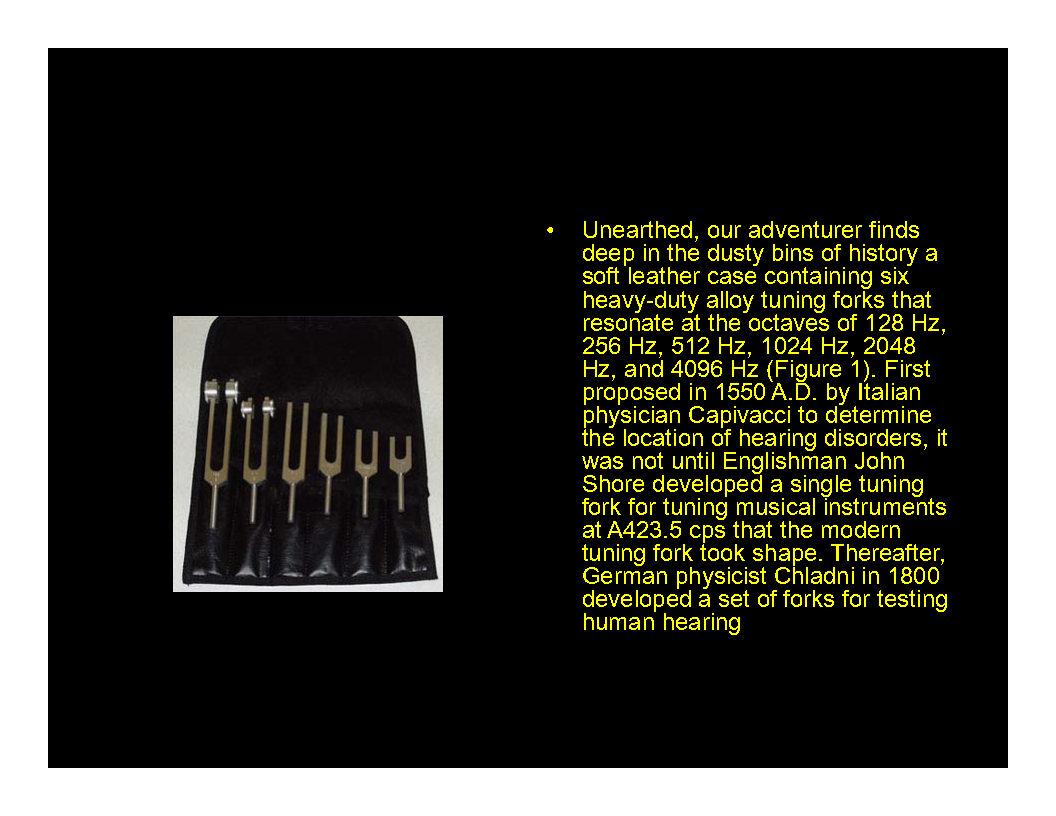 • Unearthed, our adventurer finds
deep in the dusty bins of history a
soft leather case containing six
heavy-duty alloy tuning forks that
resonate at the octaves of 128 Hz,
256 Hz, 512 Hz, 1024 Hz, 2048
Hz, and 4096 Hz (Figure 1). First
proposed in 1550 A.D. by Italian
physician Capivacci to determine
the location of hearing disorders, it
was not until Englishman John
Shore developed a single tuning
fork for tuning musical instruments
at A423.5 cps that the modern
tuning fork took shape. Thereafter,
German physicist Chladni in 1800
developed a set of forks for testing
human hearing